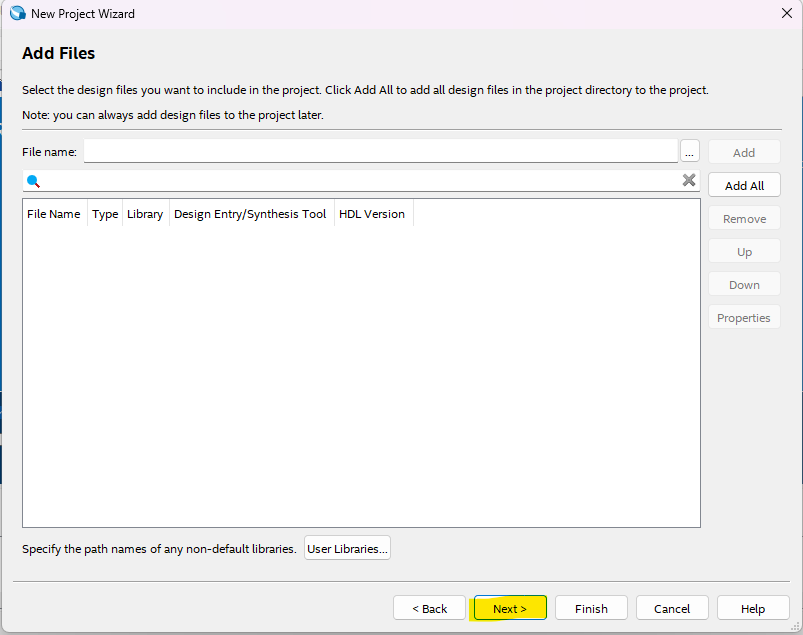 New Project Wizard
Add Files
Select the design files you want to include in the project. Click Add All to add all design files in the project directory to the project.
Note: you can always add design files to the project later.
File name:
...
Add
Add All
File Name Type Library Design Entry/Synthesis Tool HDL Version
Remove
Up
Down
Properties
Specify the path names of any non-default libraries. User Libraries...
< Back Next > Finish Cancel Help